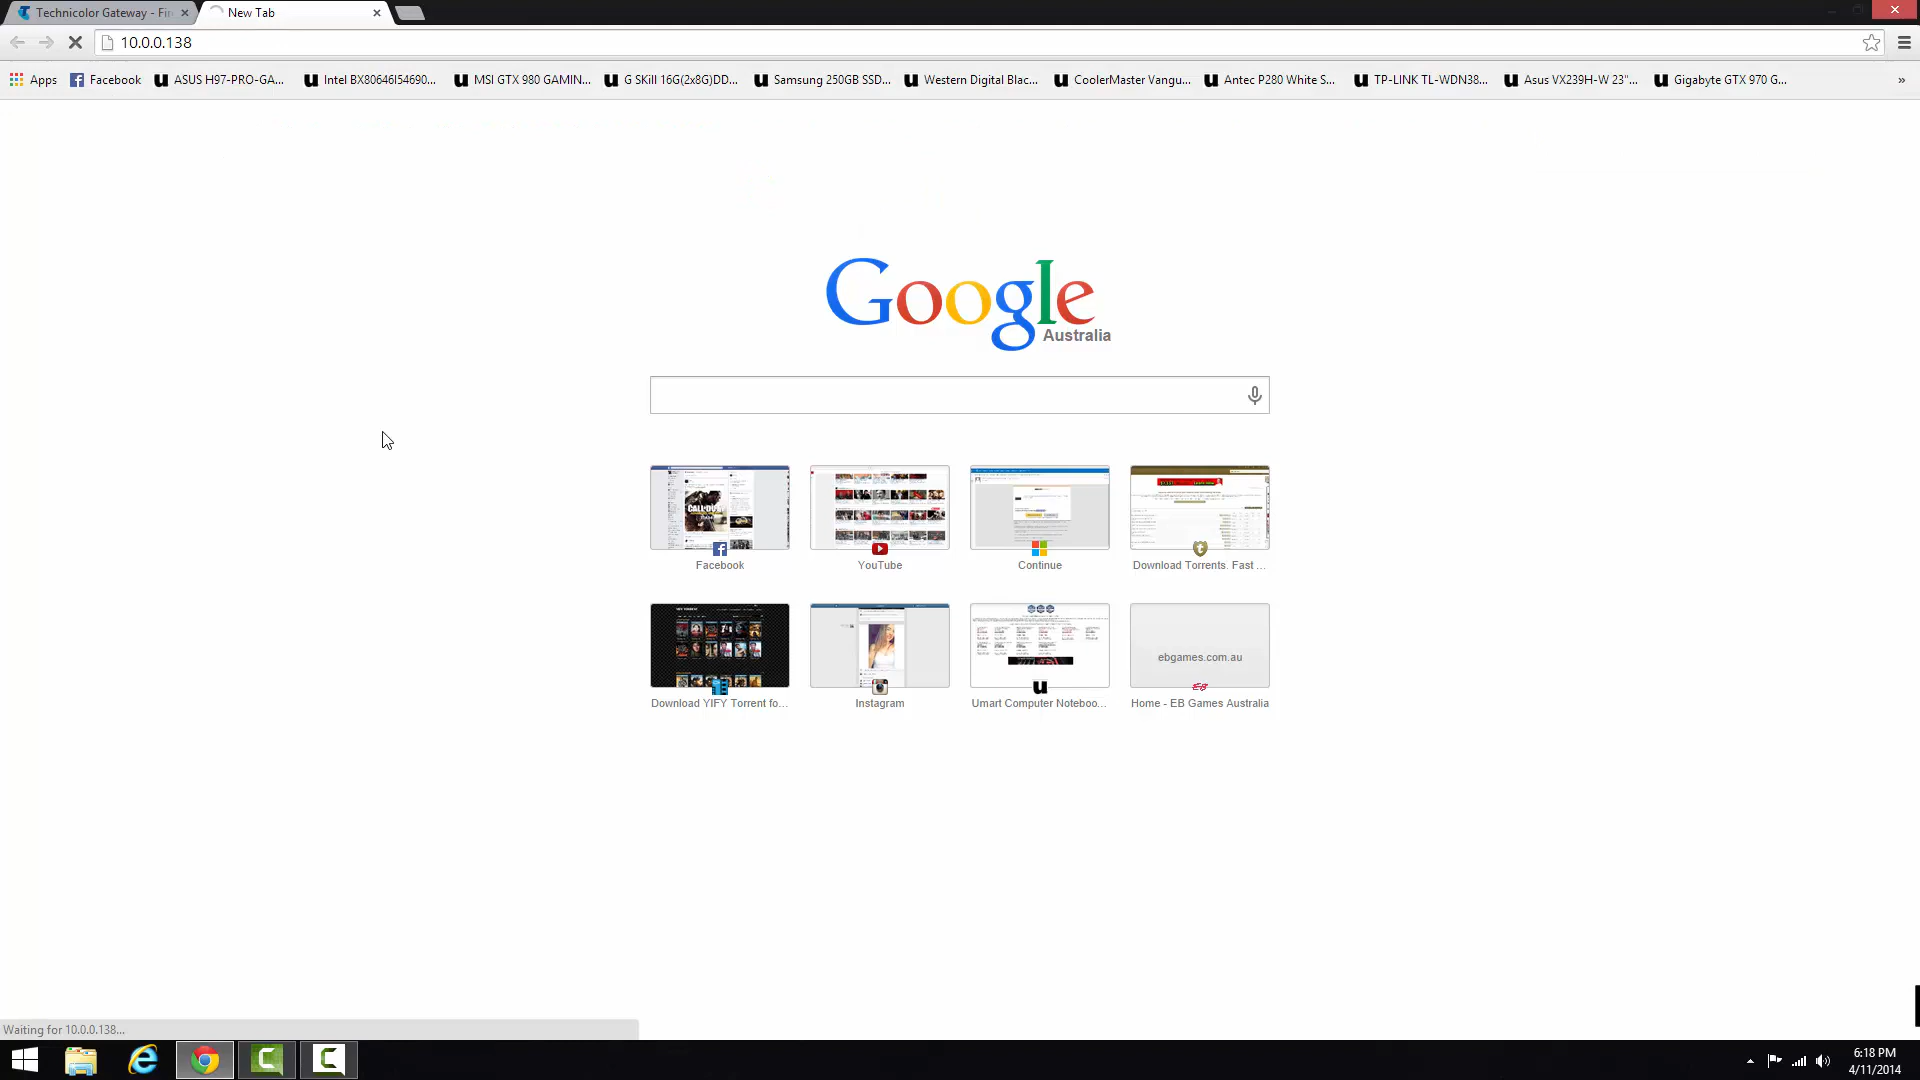 Technicolor Gateway - Fir
New Tab
10.0.0.138
Apps
Facebook
ASUS H97-PRO-GA...
Intel BX80646I54690...
MSI GTX 980 GAMIN...
G SKill 16G(2x8G)DD...
Samsung 250GB SSD...
Western Digital Blac...
CoolerMaster Vangu...
Antec P280 White S...
TP-LINK TL-WDN38...
Asus VX239H-W 23"...
Gigabyte GTX 970 G...
»
Google
Australia
CALL DUTY
Facebook
YouTube
Continue
Download Torrents. Fast ...
ebgames.com.au
Download YIFY Torrent fo...
Instagram
Umart Computer Noteboo...
Home - EB Games Australia
Waiting for 10.0.0.138...
6:18 PM
4/11/2014